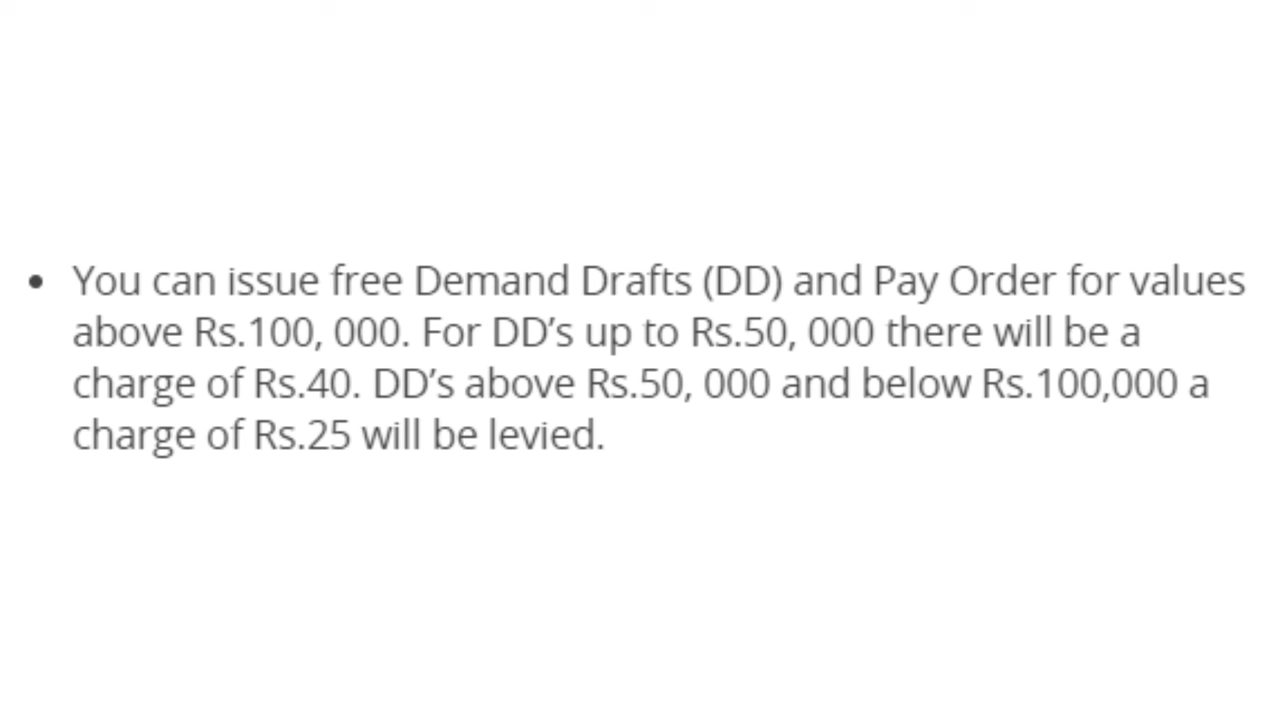 • You can issue free Demand Drafts (DD) and Pay Order for values
above Rs.100, 000. For DD’s up to Rs.50, 000 there will be a
charge of Rs.40. DD’s above Rs.50, 000 and below Rs.100,000 a
charge of Rs.25 will be levied.